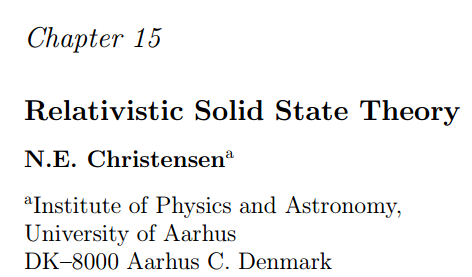 Chapter 15
Relativistic Solid State Theory
N.E. Christensenᵃ
ᵃInstitute of Physics and Astronomy,
University of Aarhus
DK–8000 Aarhus C. Denmark